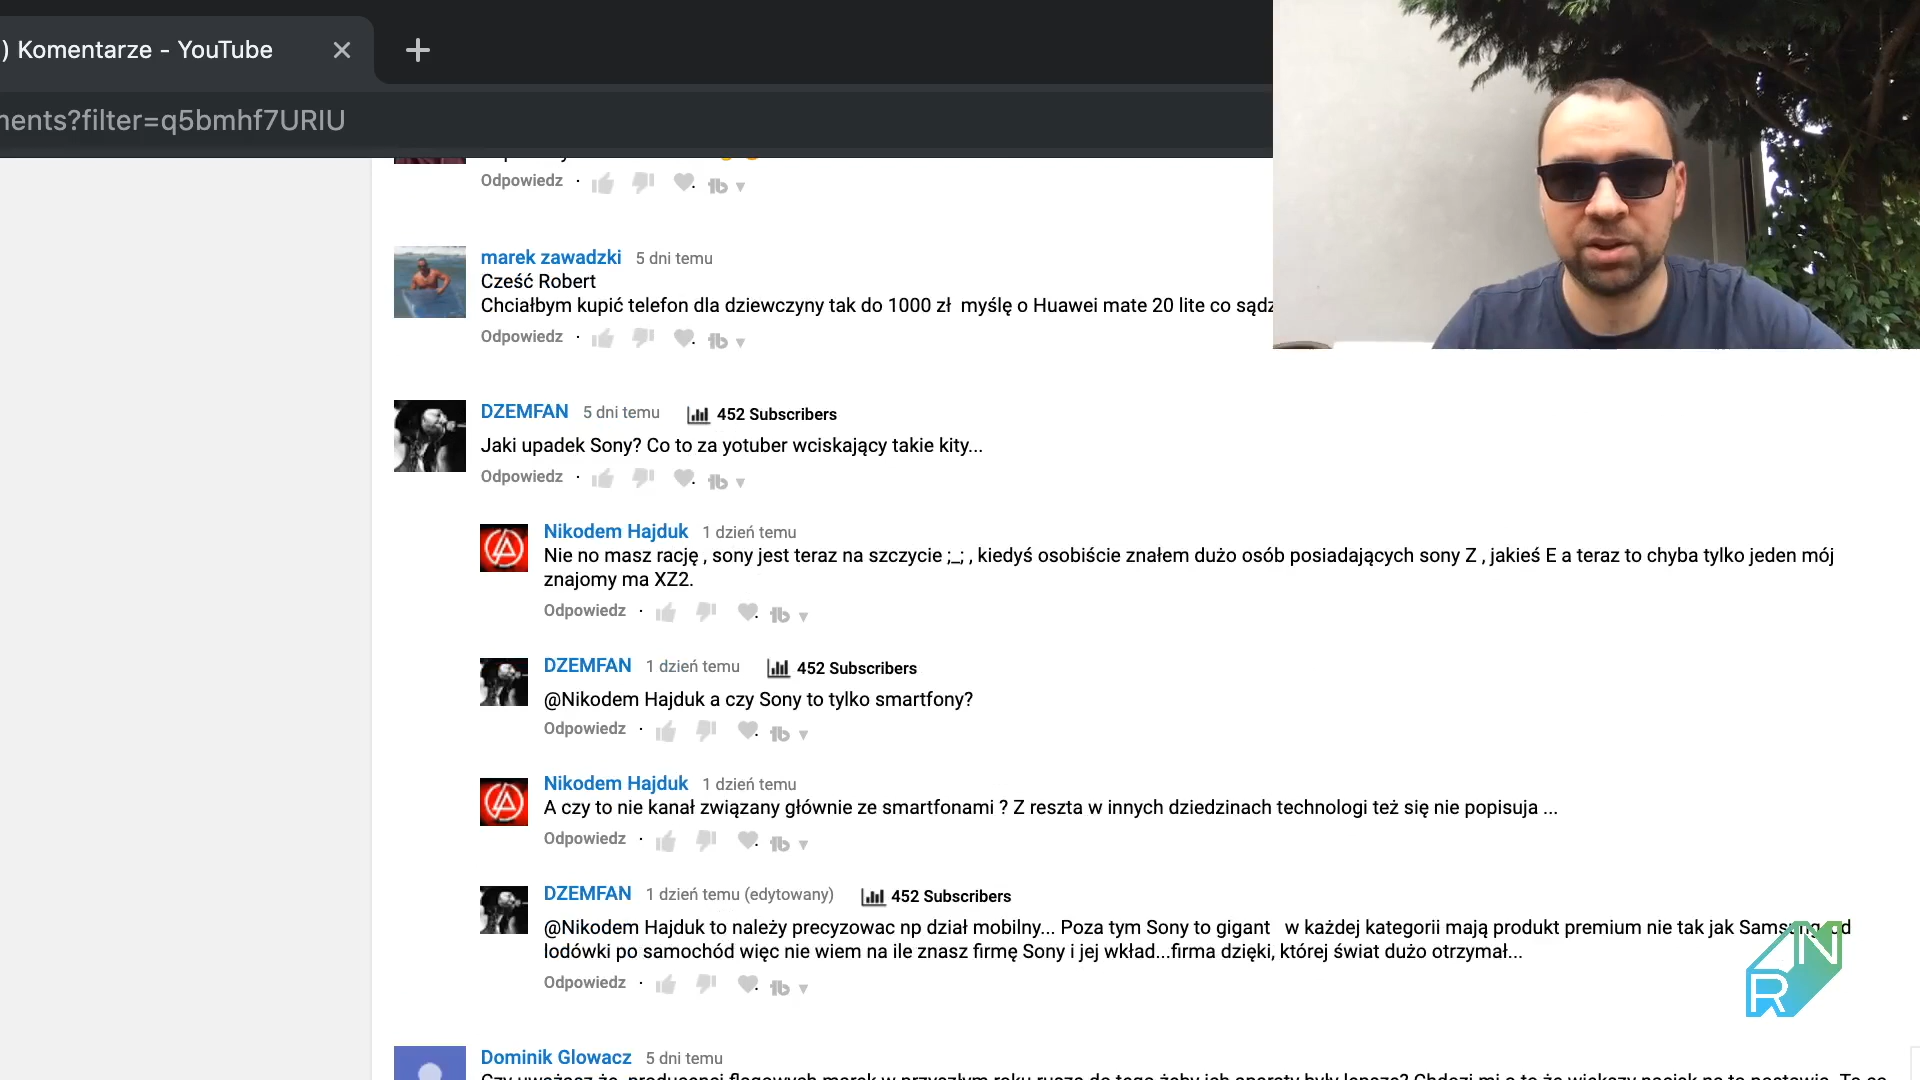 ) Komentarze - YouTube
nents?filter=q5bmhf7URIU
Odpowiedz
marek zawadzki 5 dni temu
Cześć Robert
Chciałbym kupić telefon dla dziewczyny tak do 1000 zł myślę o Huawei mate 20 lite co sądz
Odpowiedz
DZEMFAN 5 dni temu 452 Subscribers
Jaki upadek Sony? Co to za yotuber wciskający takie kity...
Odpowiedz
Nikodem Hajduk 1 dzień temu
Nie no masz rację , sony jest teraz na szczycie ;_; , kiedyś osobiście znałem dużo osób posiadających sony Z , jakieś E a teraz to chyba tylko jeden mój
znajomy ma XZ2.
Odpowiedz
DZEMFAN 1 dzień temu 452 Subscribers
@Nikodem Hajduk a czy Sony to tylko smartfony?
Odpowiedz
Nikodem Hajduk 1 dzień temu
A czy to nie kanał związany głównie ze smartfonami ? Z reszta w innych dziedzinach technologi też się nie popisuja ...
Odpowiedz
DZEMFAN 1 dzień temu (edytowany) 452 Subscribers
@Nikodem Hajduk to należy precyzowac np dział mobilny... Poza tym Sony to gigant w każdej kategorii mają produkt premium nie tak jak Samsung od
lodówki po samochód więc nie wiem na ile znasz firmę Sony i jej wkład...firma dzięki, której świat dużo otrzymał...
Odpowiedz
RN
Dominik Glowacz 5 dni temu